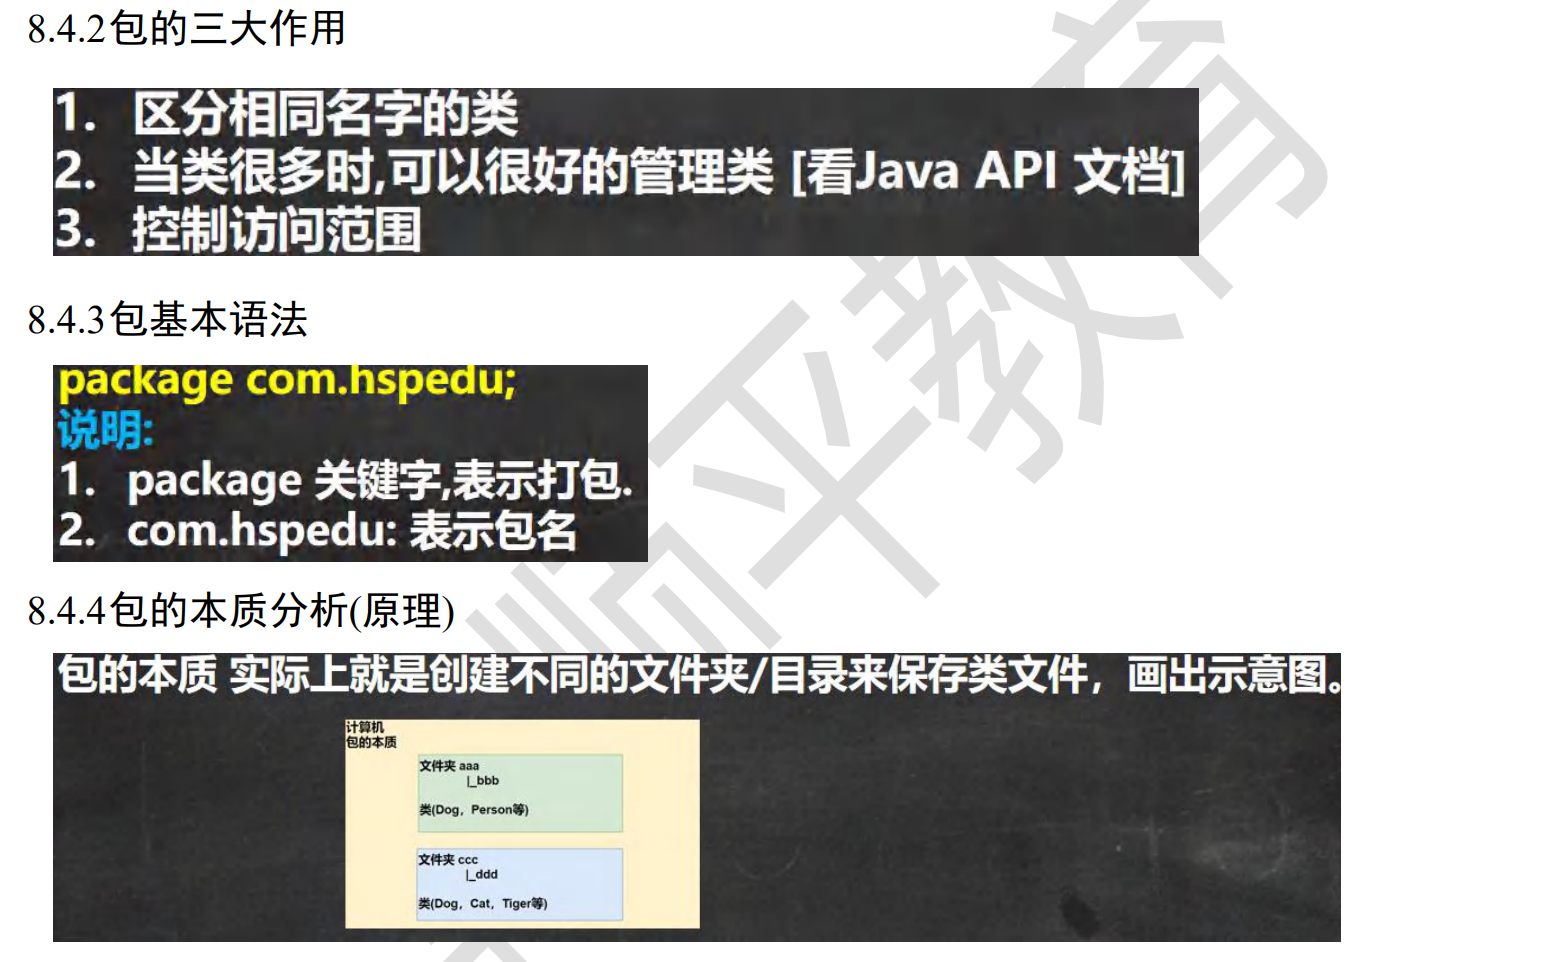 8.4.2包的三大作用
1. 区分相同名字的类
2. 当类很多时,可以很好的管理类 [看Java API 文档]
3. 控制访问范围
8.4.3包基本语法
package com.hspedu;
说明:
1. package 关键字,表示打包.
2. com.hspedu: 表示包名
8.4.4包的本质分析(原理)
包的本质 实际上就是创建不同的文件夹/目录来保存类文件，画出示意图。
计算机
包的本质
文件夹 aaa
|_bbb
类(Dog，Person等)
文件夹 ccc
|_ddd
类(Dog，Cat，Tiger等)
顺平教育